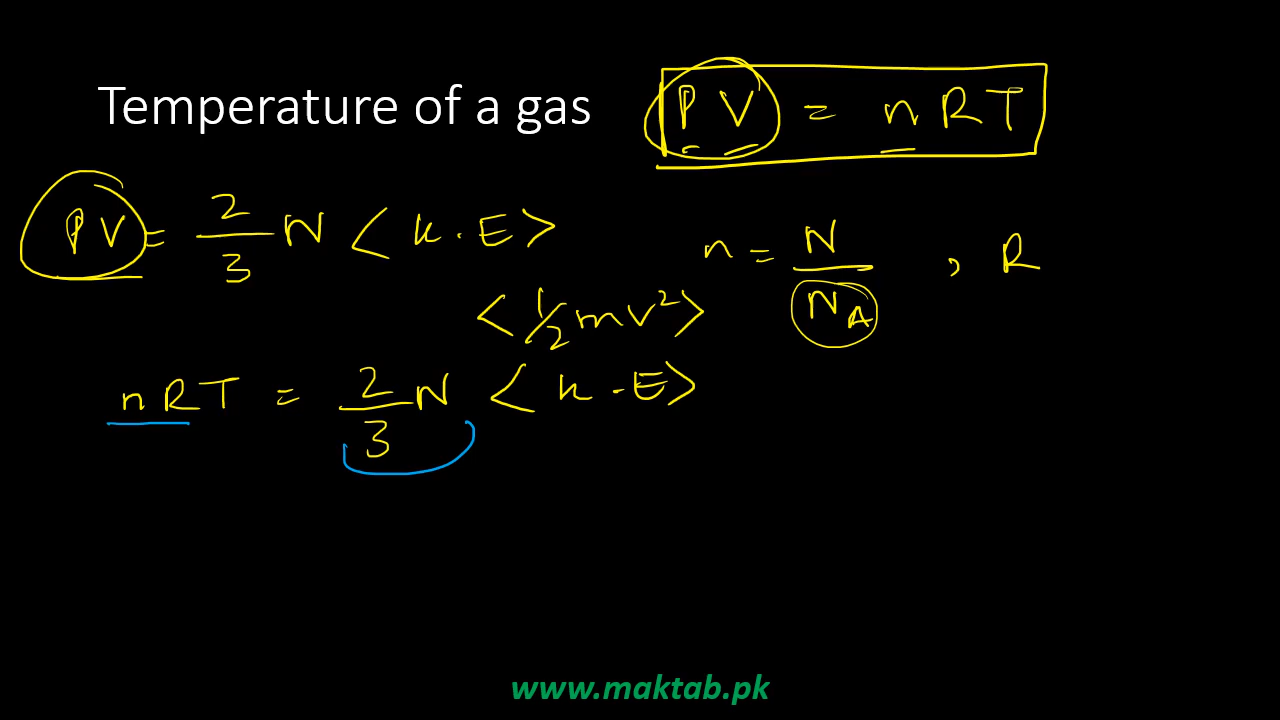 Temperature of a gas
PV = nRT
PV = 2/3 N <K.E>
n = N/N_A , R
<1/2 mv²>
nRT = 2/3 N <K.E>
www.maktab.pk